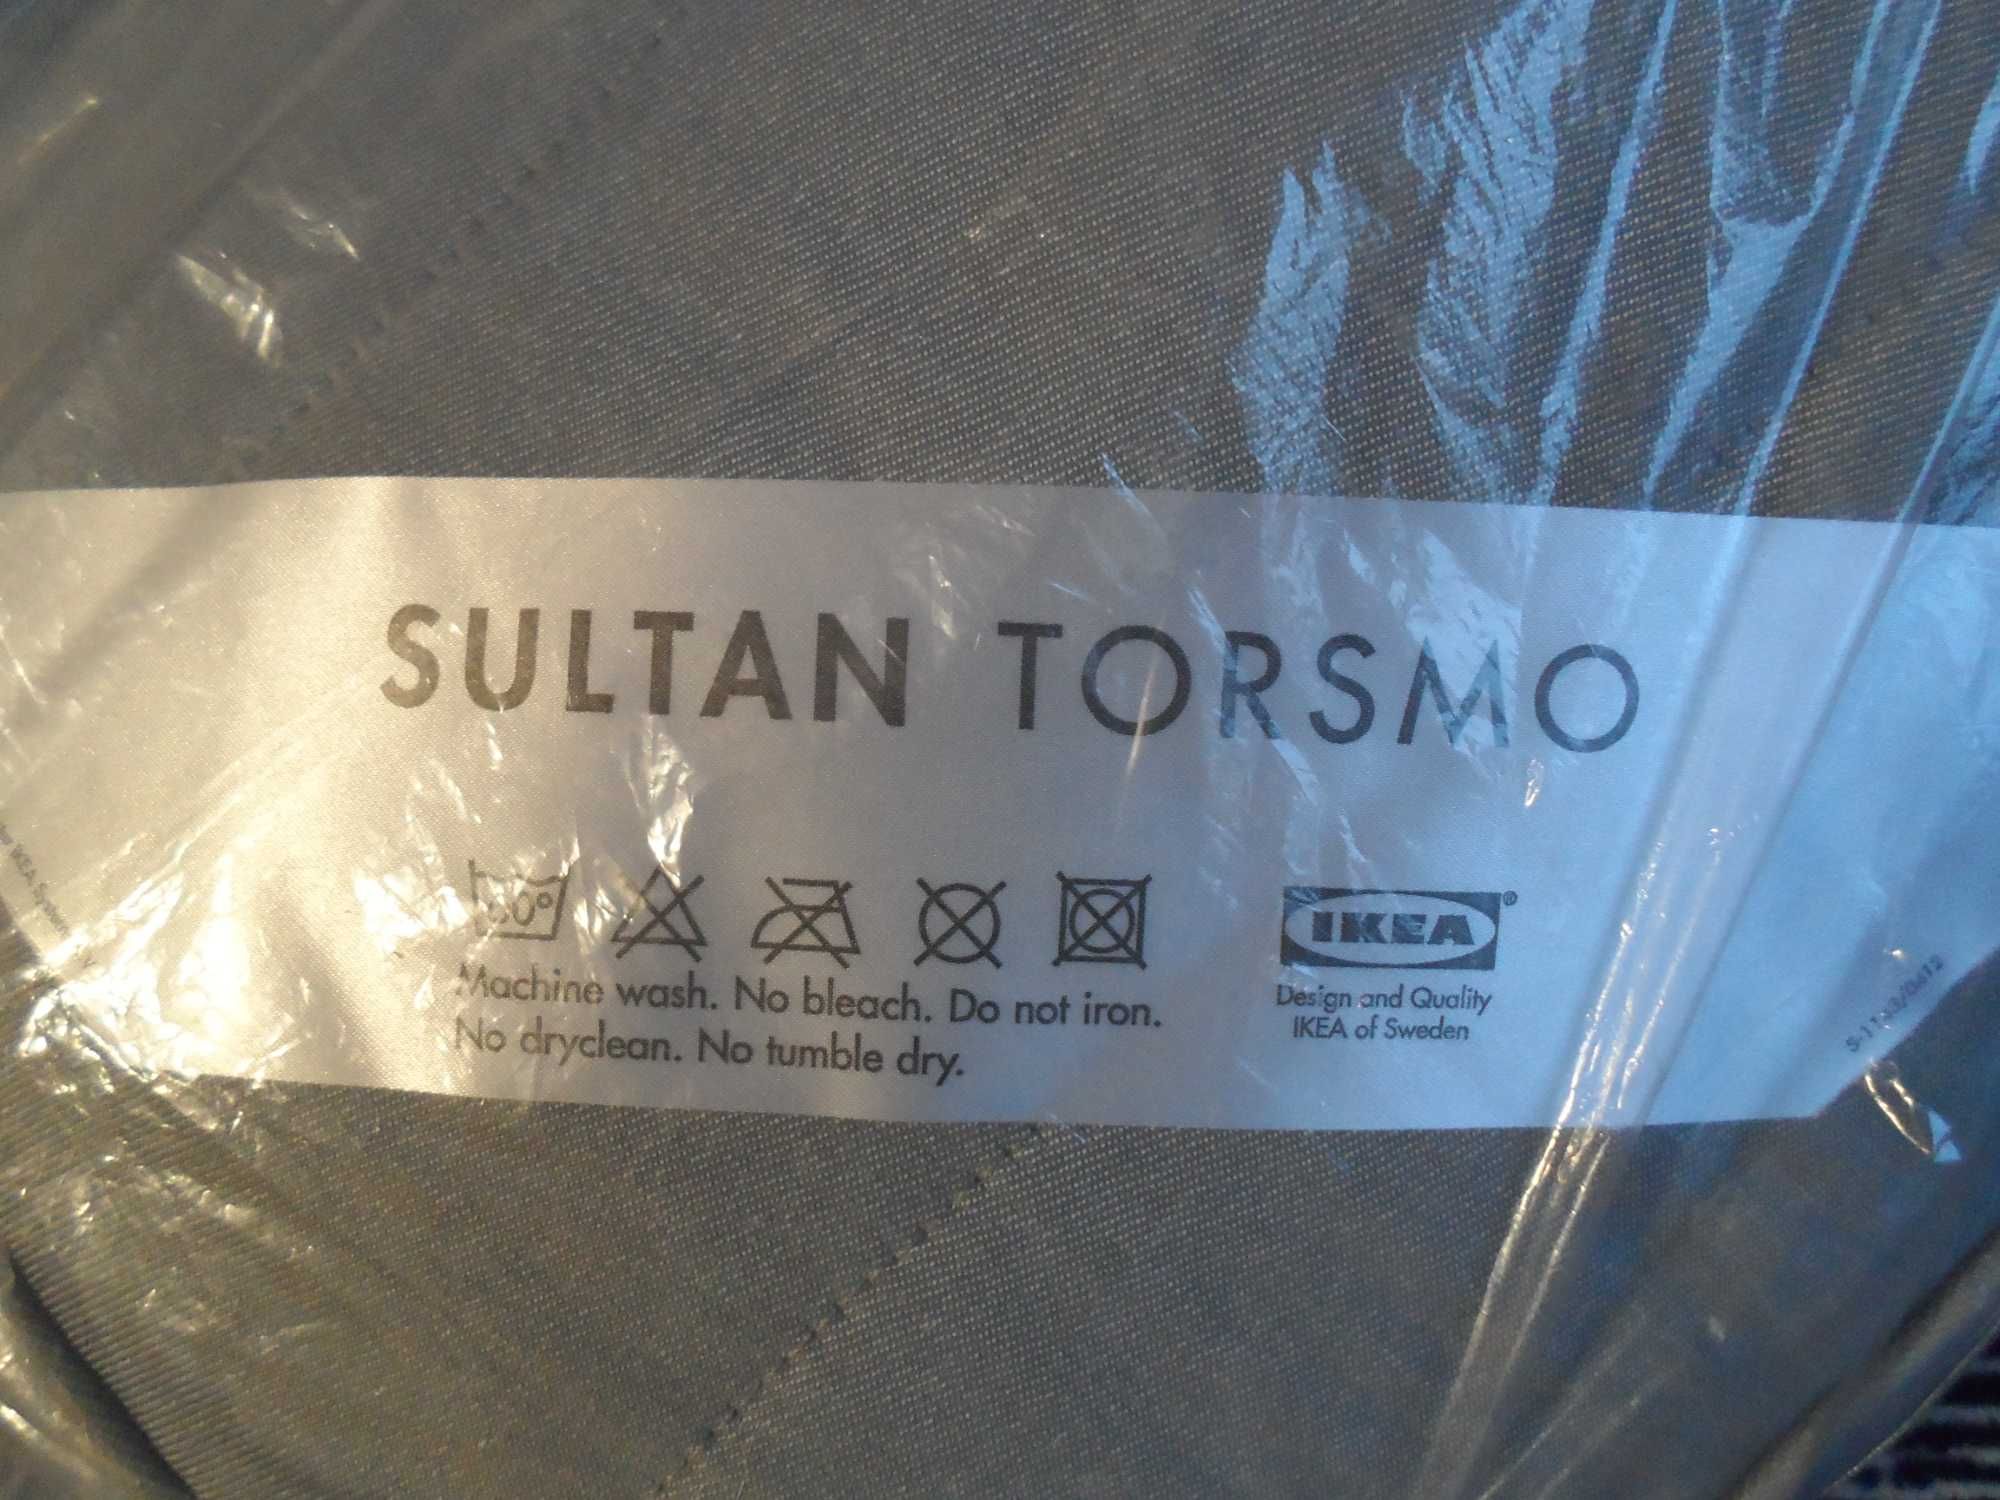 SULTAN TORSMO
Machine wash. No bleach. Do not iron.
No dryclean. No tumble dry.
IKEA®
Design and Quality
IKEA of Sweden